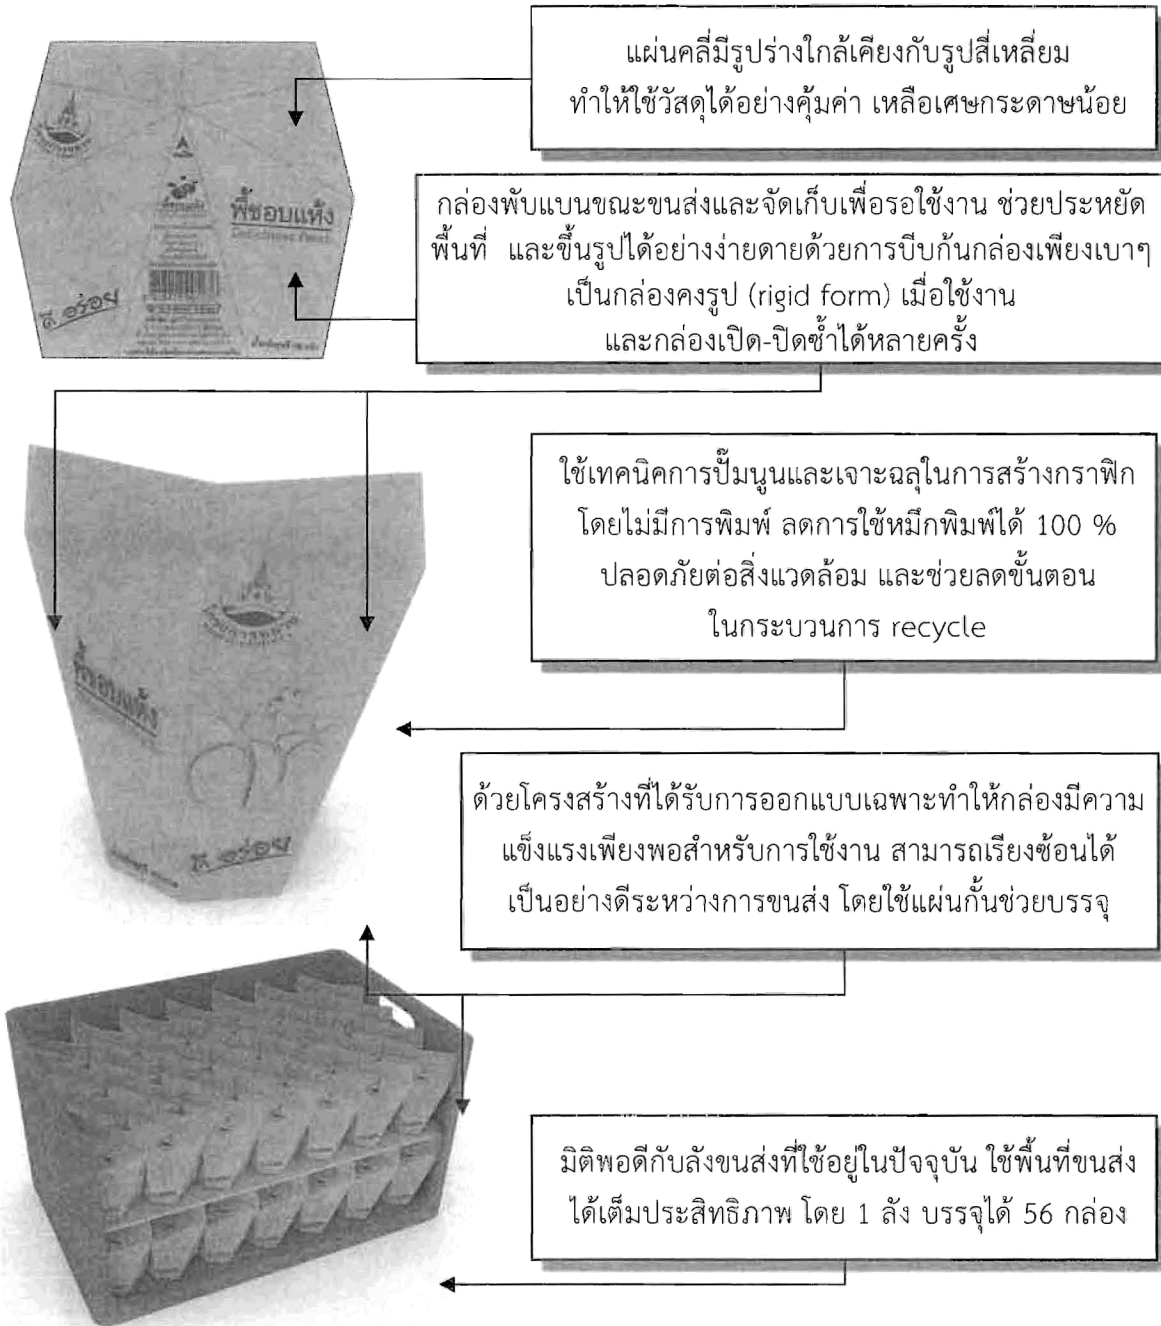 แผ่นคลี่มีรูปร่างใกล้เคียงกับรูปสี่เหลี่ยม
ทำให้ใช้วัสดุได้อย่างคุ้มค่า เหลือเศษกระดาษน้อย
พี้ชอบแห้ง
ดี อร่อย
กล่องพับแบนขณะขนส่งและจัดเก็บเพื่อรอใช้งาน ช่วยประหยัด
พื้นที่ และขึ้นรูปได้อย่างง่ายดายด้วยการบีบก้นกล่องเพียงเบาๆ
เป็นกล่องคงรูป (rigid form) เมื่อใช้งาน
และกล่องเปิด-ปิดซ้ำได้หลายครั้ง
ใช้เทคนิคการปั๊มนูนและเจาะฉลุในการสร้างกราฟิก
โดยไม่มีการพิมพ์ ลดการใช้หมึกพิมพ์ได้ 100 %
ปลอดภัยต่อสิ่งแวดล้อม และช่วยลดขั้นตอน
ในกระบวนการ recycle
ดี อร่อย
ด้วยโครงสร้างที่ได้รับการออกแบบเฉพาะทำให้กล่องมีความ
แข็งแรงเพียงพอสำหรับการใช้งาน สามารถเรียงซ้อนได้
เป็นอย่างดีระหว่างการขนส่ง โดยใช้แผ่นกั้นช่วยบรรจุ
มิติพอดีกับลังขนส่งที่ใช้อยู่ในปัจจุบัน ใช้พื้นที่ขนส่ง
ได้เต็มประสิทธิภาพ โดย 1 ลัง บรรจุได้ 56 กล่อง